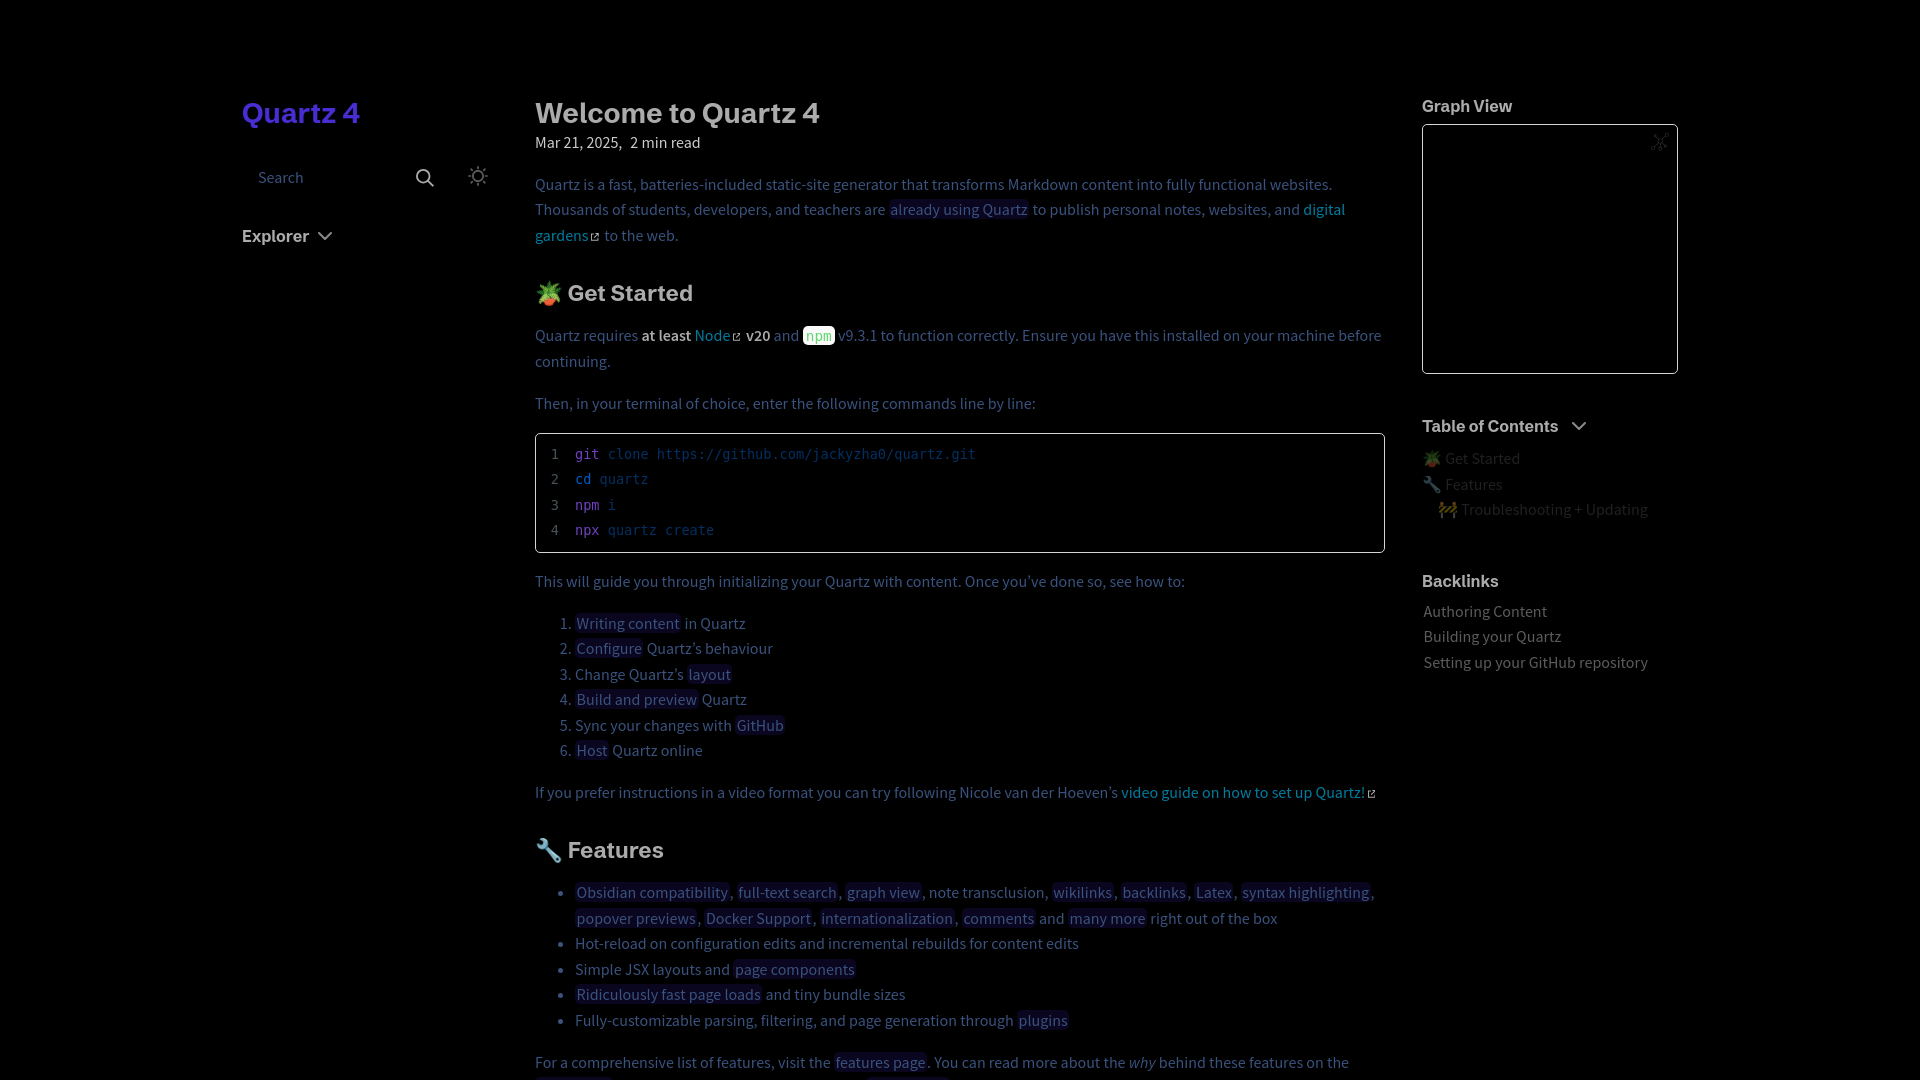 Quartz 4
Search
Explorer
Welcome to Quartz 4
Mar 21, 2025, 2 min read
Quartz is a fast, batteries-included static-site generator that transforms Markdown content into fully functional websites.
Thousands of students, developers, and teachers are already using Quartz to publish personal notes, websites, and digital
gardens to the web.
🪴 Get Started
Quartz requires at least Node v20 and npm v9.3.1 to function correctly. Ensure you have this installed on your machine before
continuing.
Then, in your terminal of choice, enter the following commands line by line:
1 git clone https://github.com/jackyzha0/quartz.git
2 cd quartz
3 npm i
4 npx quartz create
This will guide you through initializing your Quartz with content. Once you’ve done so, see how to:
1. Writing content in Quartz
2. Configure Quartz’s behaviour
3. Change Quartz’s layout
4. Build and preview Quartz
5. Sync your changes with GitHub
6. Host Quartz online
If you prefer instructions in a video format you can try following Nicole van der Hoeven’s video guide on how to set up Quartz!
🔧 Features
• Obsidian compatibility, full-text search, graph view, note transclusion, wikilinks, backlinks, Latex, syntax highlighting,
popover previews, Docker Support, internationalization, comments and many more right out of the box
• Hot-reload on configuration edits and incremental rebuilds for content edits
• Simple JSX layouts and page components
• Ridiculously fast page loads and tiny bundle sizes
• Fully-customizable parsing, filtering, and page generation through plugins
For a comprehensive list of features, visit the features page. You can read more about the why behind these features on the
Graph View
Table of Contents
🪴 Get Started
🔧 Features
🚧 Troubleshooting + Updating
Backlinks
Authoring Content
Building your Quartz
Setting up your GitHub repository